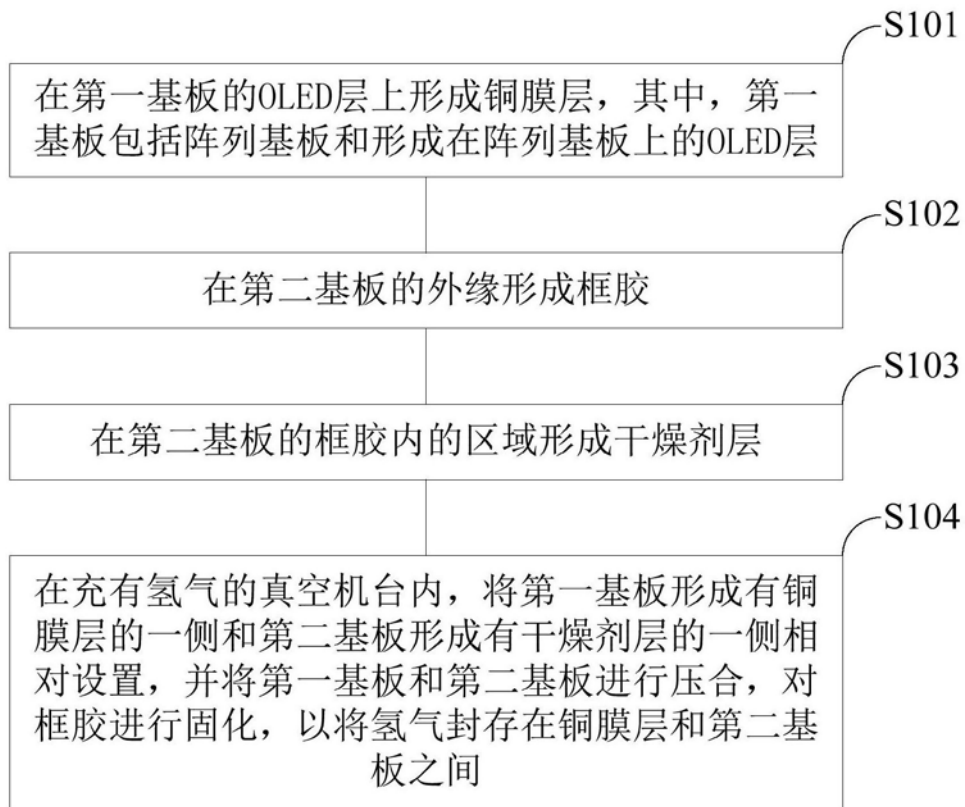 S101
在第一基板的OLED层上形成铜膜层，其中，第一
基板包括阵列基板和形成在阵列基板上的OLED层
S102
在第二基板的外缘形成框胶
S103
在第二基板的框胶内的区域形成干燥剂层
S104
在充有氢气的真空机台内，将第一基板形成有铜
膜层的一侧和第二基板形成有干燥剂层的一侧相
对设置，并将第一基板和第二基板进行压合，对
框胶进行固化，以将氢气封存在铜膜层和第二基
板之间